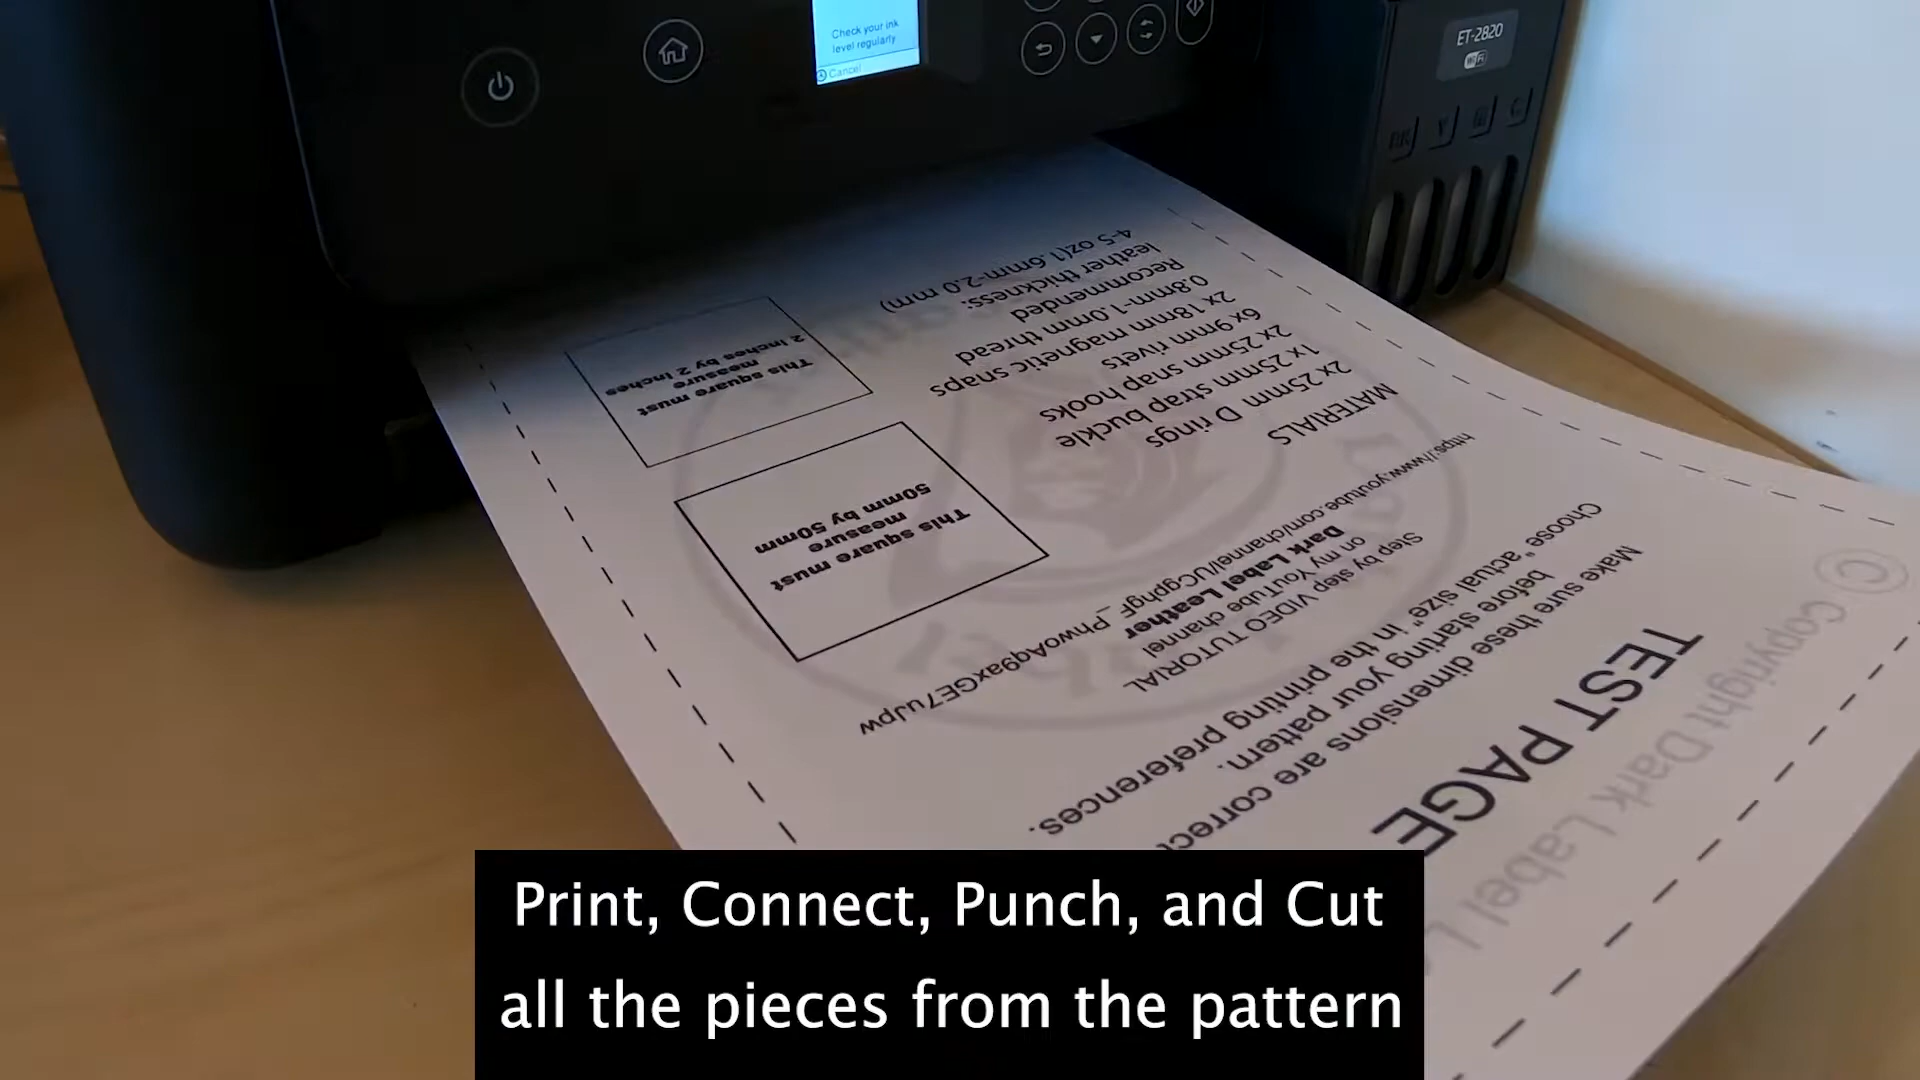 Check your ink
level regularly
Cancel
ET-2820
Wi Fi
TEST PAGE
Make sure these dimensions are correct
before starting your pattern.
Choose "actual size" in the printing preferences.
Step by step VIDEO TUTORIAL
on my YouTube channel
Dark Label Leather
https://www.youtube.com/channel/UCgphgF_PhwoAq9axGE7uJpw
MATERIALS
2x 25mm D rings
1x 25mm strap buckle
2x 25mm snap hooks
6x 9mm rivets
2x 18mm magnetic snaps
0.8mm-1.0mm thread
Recommended
leather thickness:
4-5 oz(1.6mm-2.0 mm)
This square must
measure
50mm by 50mm
This square must
measure
2 inches by 2 inches
© Copyright Dark Label L
Print, Connect, Punch, and Cut
all the pieces from the pattern